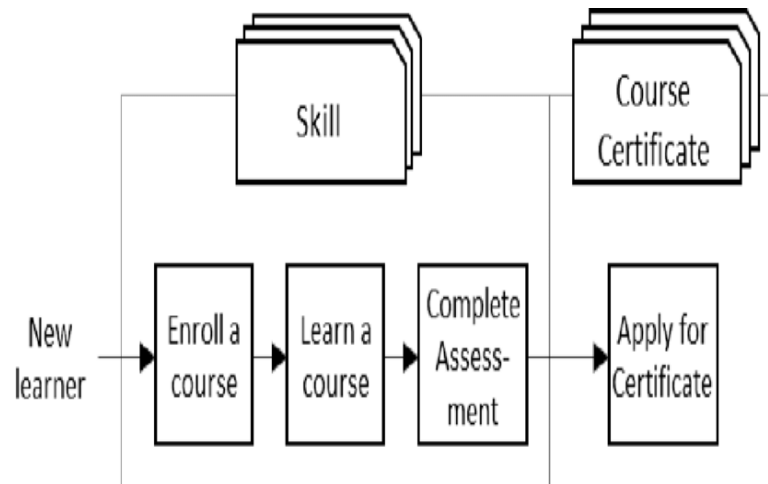 Skill
Course
Certificate
New
learner
Enroll a
course
Learn a
course
Complete
Assess-
ment
Apply for
Certificate